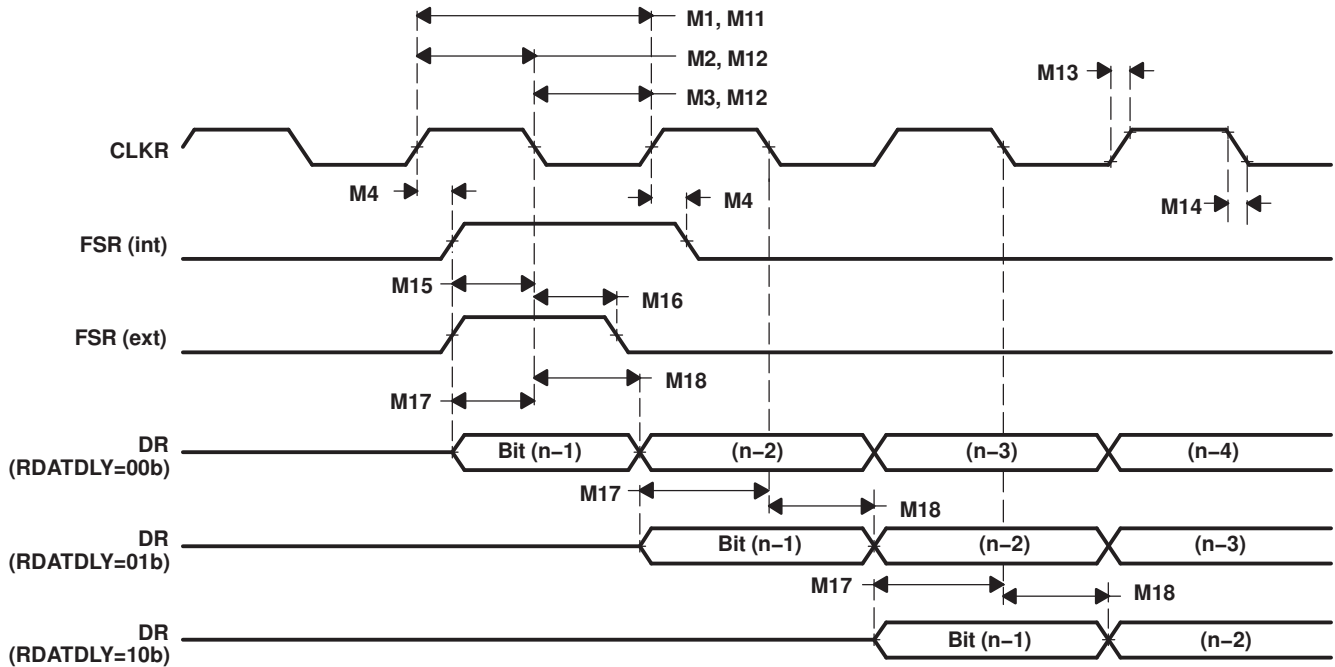 M1, M11
M2, M12
M13
M3, M12
CLKR
M4
M4
M14
FSR (int)
M15
M16
FSR (ext)
M18
M17
DR
(RDATDLY=00b)
Bit (n−1)
(n−2)
(n−3)
(n−4)
M17
M18
DR
(RDATDLY=01b)
Bit (n−1)
(n−2)
(n−3)
M17
M18
DR
(RDATDLY=10b)
Bit (n−1)
(n−2)